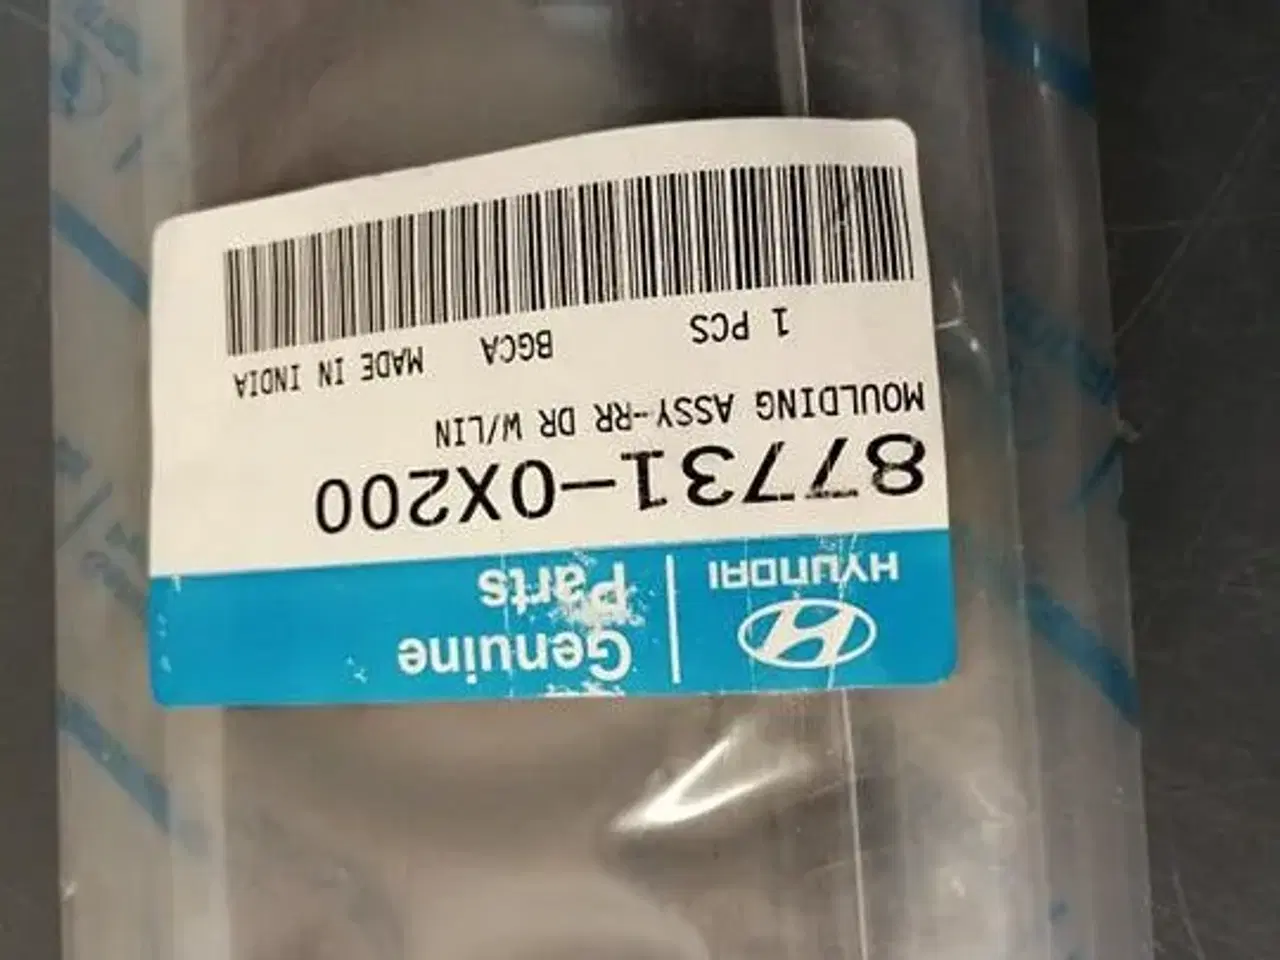 HYUNDAI
Genuine
Parts
87731-0X200
MOULDING ASSY-RR DR W/LIN
1 PCS BGCA MADE IN INDIA